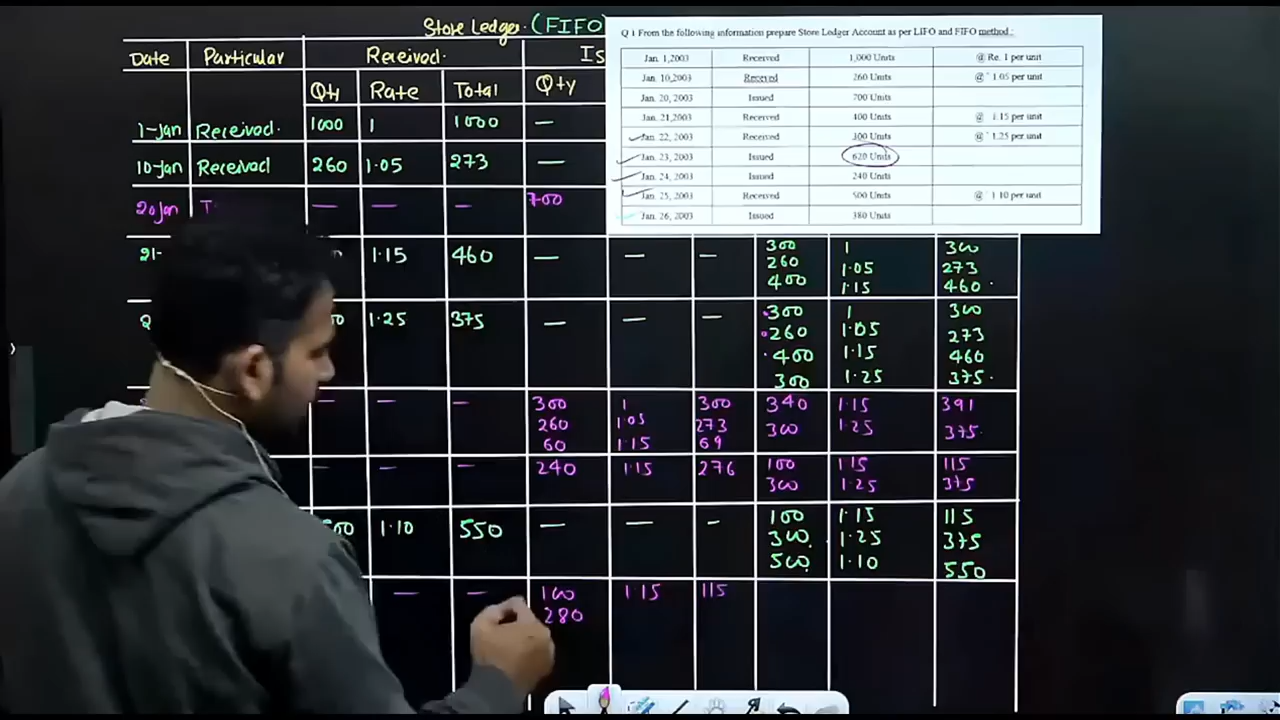 Store Ledger. (FIFO
Q 1 From the following information prepare Store Ledger Account as per LIFO and FIFO method :
Jan. 1,2003 Received 1,000 Units @ Re. 1 per unit
Jan. 10,2003 Received 260 Units @ 1.05 per unit
Jan. 20, 2003 Issued 700 Units
Jan. 21,2003 Received 400 Units @ 1.15 per unit
Jan. 22, 2003 Received 300 Units @ 1.25 per unit
Jan. 23, 2003 Issued 620 Units
Jan. 24, 2003 Issued 240 Units
Jan. 25, 2003 Received 500 Units @ 1.10 per unit
Jan. 26, 2003 Issued 380 Units
Date Particular Received. Is
Qty Rate Total Qty
1-Jan Received. 1000 1 1000 —
10-Jan Received 260 1.05 273 —
20Jan — — — 700
21- 1.15 460 — — — 300 1 300
260 1.05 273
400 1.15 460.
1.25 375 — — — 300 1 300
260 1.05 273
400 1.15 460
300 1.25 375.
— — — 300 1 300 340 1.15 391
260 1.05 273 300 1.25 375.
60 1.15 69
— — — 240 1.15 276 100 1.15 115
300 1.25 375
500 1.10 550 — — - 100 1.15 115
300. 1.25 375
500. 1.10 550
— — 100 1.15 115
280